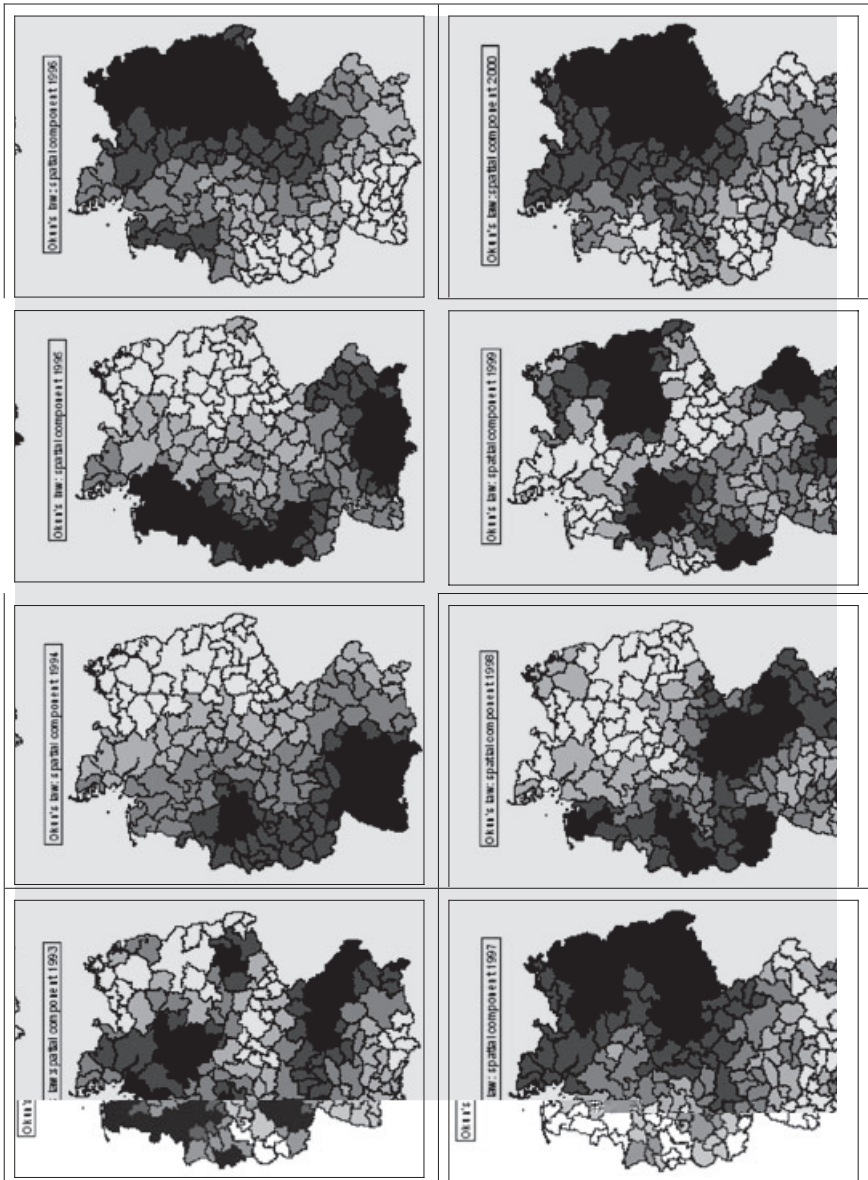 Okun's law: spatial component 1993
Okun's law: spatial component 1994
Okun's law: spatial component 1995
Okun's law: spatial component 1996
Okun's law: spatial component 1997
Okun's law: spatial component 1998
Okun's law: spatial component 1999
Okun's law: spatial component 2000